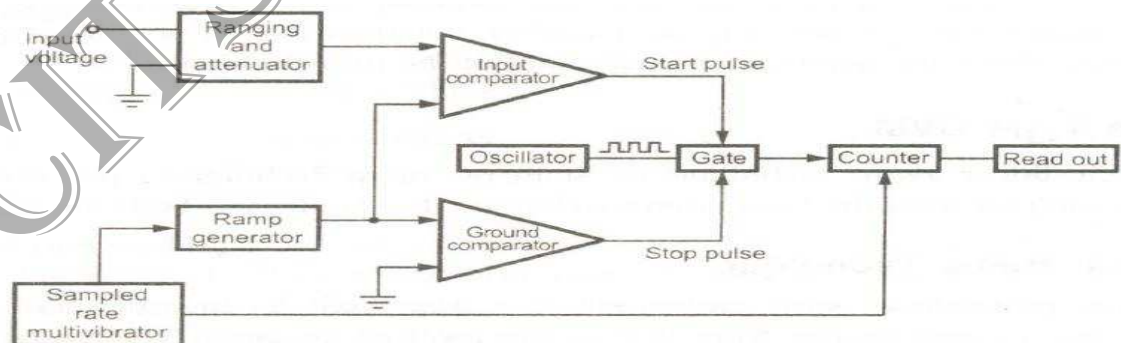 Input
voltage
Ranging
and
attenuator
Input
comparator
Start pulse
Oscillator
Gate
Counter
Read out
Ramp
generator
Ground
comparator
Stop pulse
Sampled
rate
multivibrator